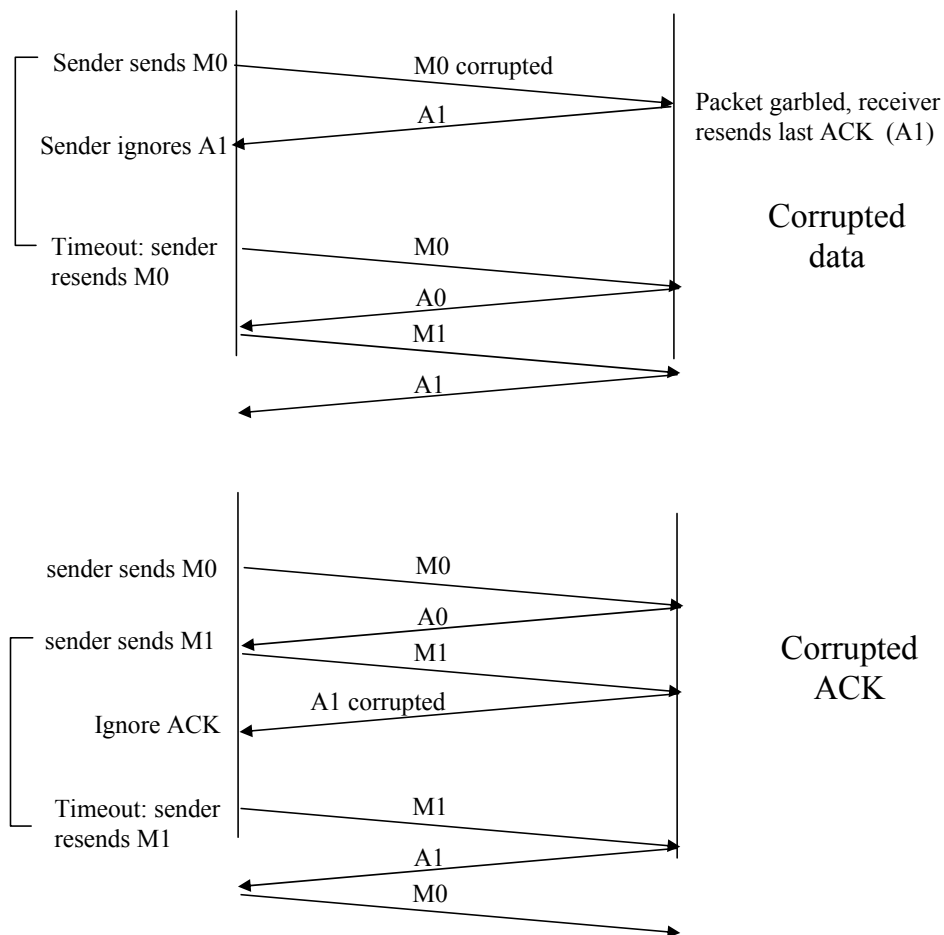 Sender sends M0
M0 corrupted
Packet garbled, receiver
resends last ACK  (A1)
A1
Sender ignores A1
Corrupted
data
Timeout: sender
resends M0
M0
A0
M1
A1
sender sends M0
M0
A0
sender sends M1
M1
Corrupted
ACK
A1 corrupted
Ignore ACK
Timeout: sender
resends M1
M1
A1
M0